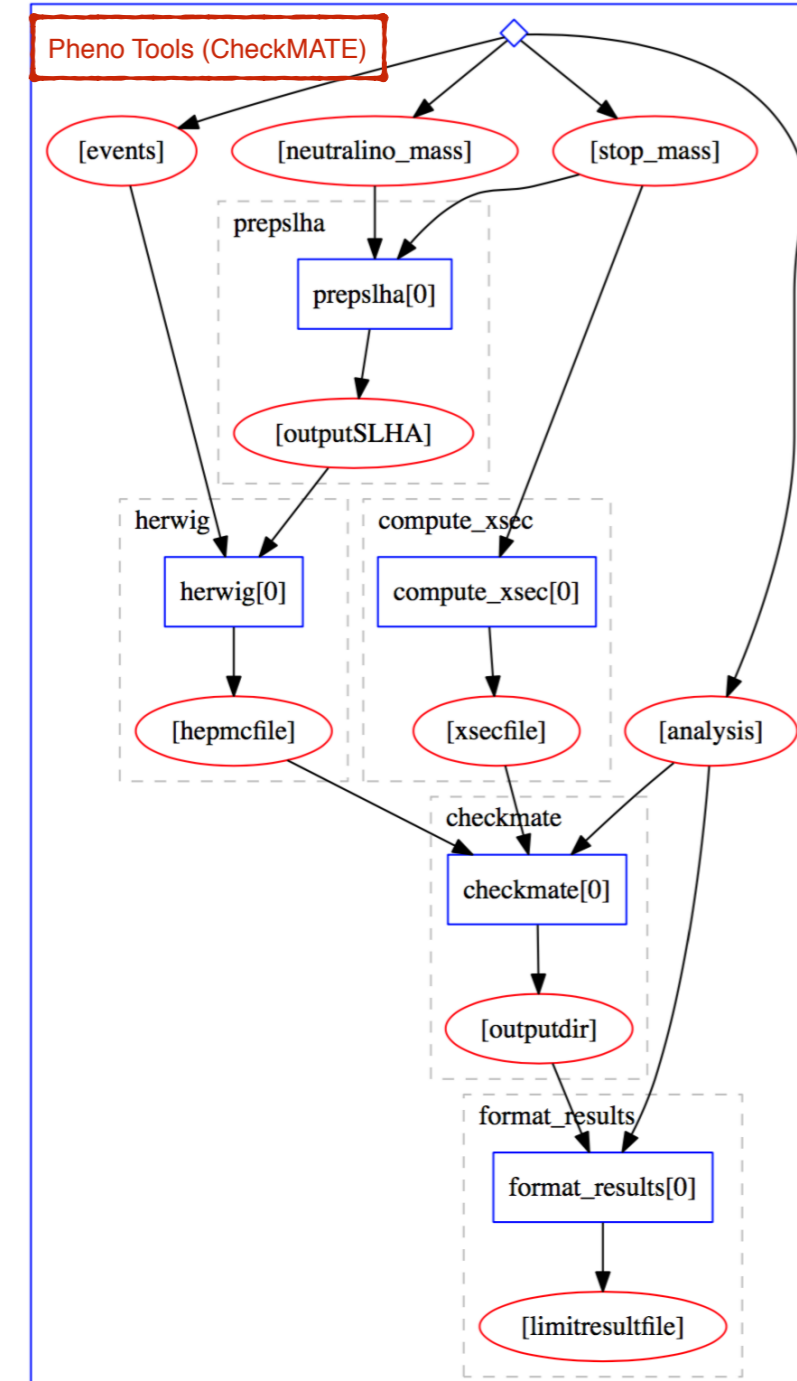 Pheno Tools (CheckMATE)
[events]
[neutralino_mass]
[stop_mass]
prepslha
prepslha[0]
[outputSLHA]
herwig
compute_xsec
herwig[0]
compute_xsec[0]
[hepmcfile]
[xsecfile]
[analysis]
checkmate
checkmate[0]
[outputdir]
format_results
format_results[0]
[limitresultfile]